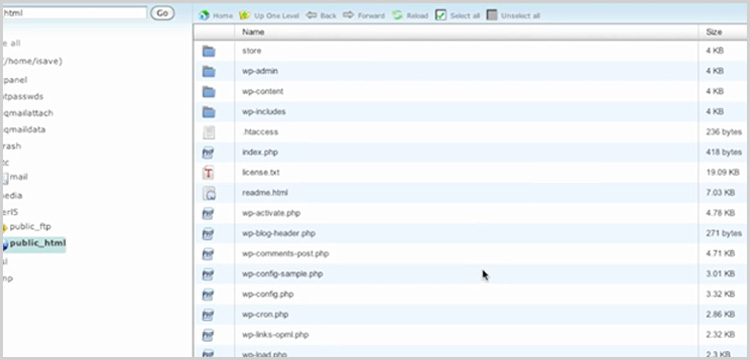 html Go
Home Up One Level Back Forward Reload Select all Unselect all
e all
/home/isave)
panel
tpasswds
qmailattach
qmaildata
rash
tc
mail
edia
erl5
public_ftp
public_html
sl
mp
Name Size
store 4 KB
wp-admin 4 KB
wp-content 4 KB
wp-includes 4 KB
.htaccess 236 bytes
index.php 418 bytes
license.txt 19.09 KB
readme.html 7.03 KB
wp-activate.php 4.78 KB
wp-blog-header.php 271 bytes
wp-comments-post.php 4.71 KB
wp-config-sample.php 3.01 KB
wp-config.php 3.32 KB
wp-cron.php 2.86 KB
wp-links-opml.php 2.32 KB
wp-load.php 2.3 KB